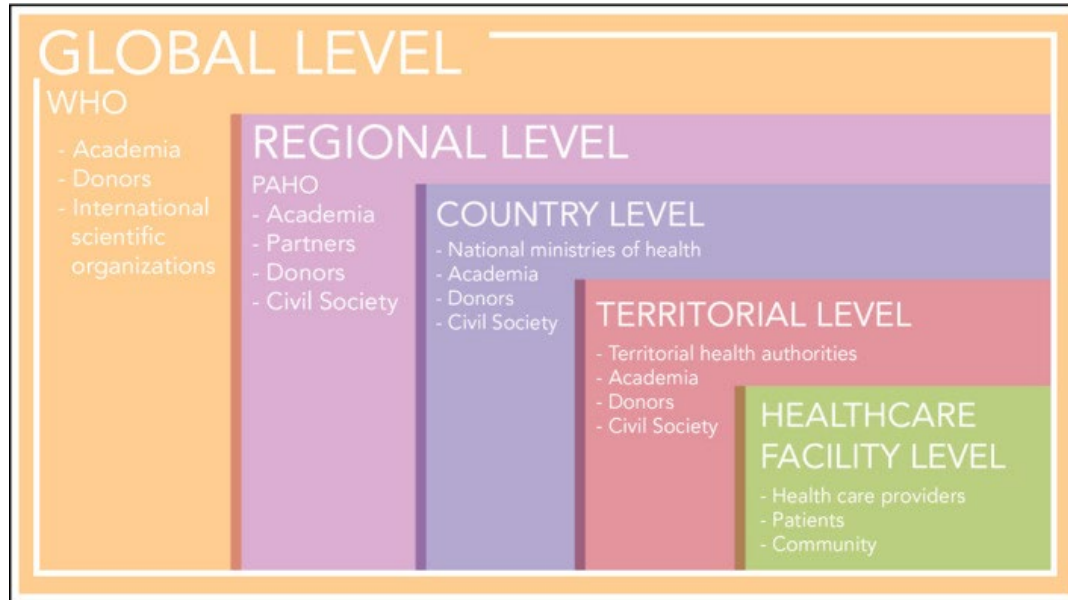 GLOBAL LEVEL
WHO
- Academia
- Donors
- International
scientific
organizations
REGIONAL LEVEL
PAHO
- Academia
- Partners
- Donors
- Civil Society
COUNTRY LEVEL
- National ministries of health
- Academia
- Donors
- Civil Society
TERRITORIAL LEVEL
- Territorial health authorities
- Academia
- Donors
- Civil Society
HEALTHCARE
FACILITY LEVEL
- Health care providers
- Patients
- Community